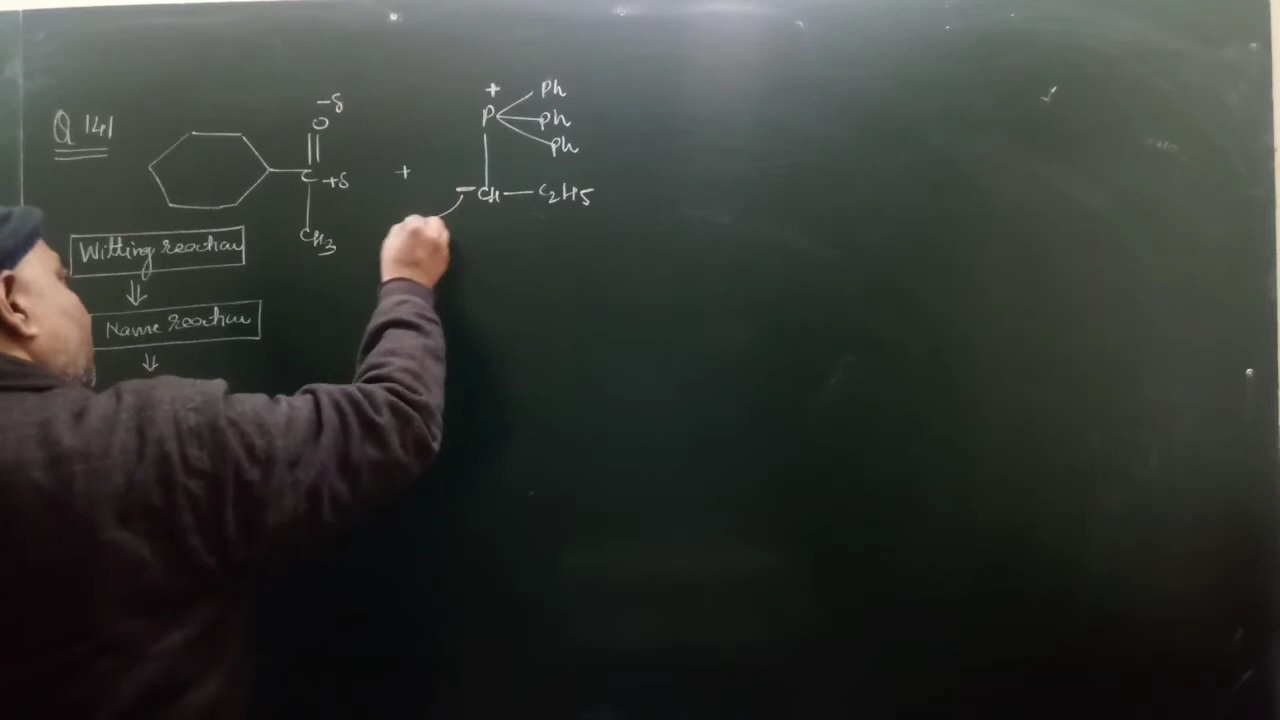 Q 141
-δ
O
C +δ
CH3
+
+
P Ph
Ph
Ph
- CH - C2H5
Witting reaction
⇓
Name reaction
⇓